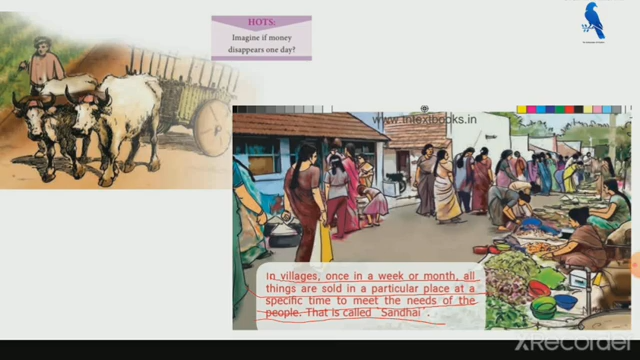 HOTS:
Imagine if money
disappears one day?
www.intextbooks.in
In villages, once in a week or month, all
things are sold in a particular place at a
specific time to meet the needs of the
people. That is called `Sandhai´.
XRECORDER